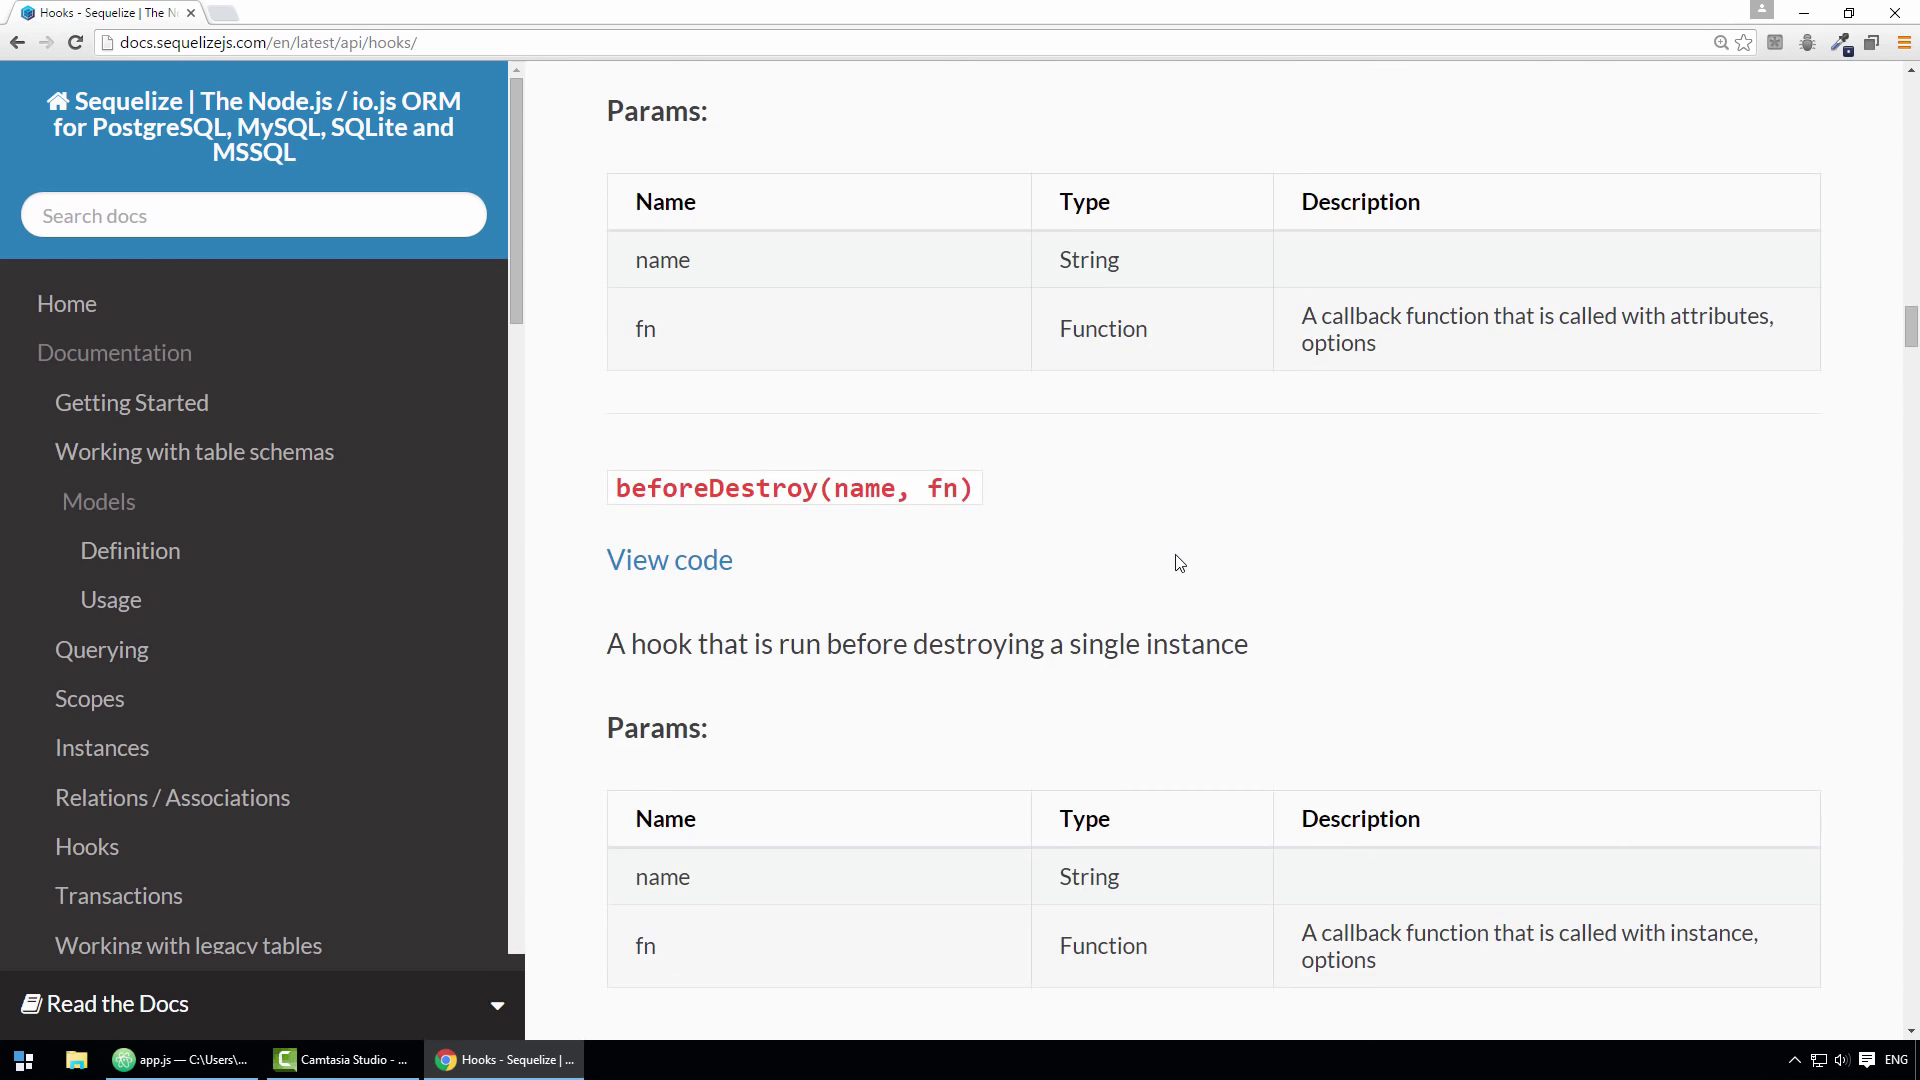 Hooks - Sequelize | The N
docs.sequelizejs.com/en/latest/api/hooks/
Sequelize | The Node.js / io.js ORM
for PostgreSQL, MySQL, SQLite and
MSSQL
Search docs
Home
Documentation
Getting Started
Working with table schemas
Models
Definition
Usage
Querying
Scopes
Instances
Relations / Associations
Hooks
Transactions
Working with legacy tables
Read the Docs
Params:
Name Type Description
name String
fn Function A callback function that is called with attributes,
options
beforeDestroy(name, fn)
View code
A hook that is run before destroying a single instance
Params:
Name Type Description
name String
fn Function A callback function that is called with instance,
options
app.js — C:\Users\...
Camtasia Studio - ...
Hooks - Sequelize | ...
ENG